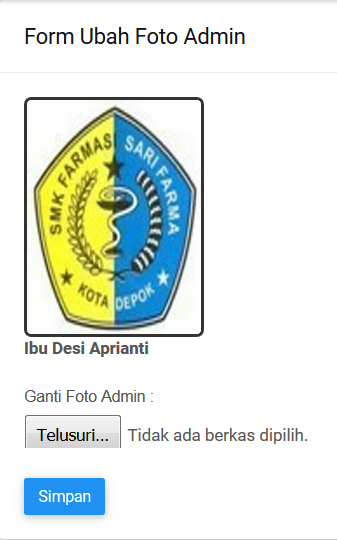 Form Ubah Foto Admin
SMK FARMASI SARI FARMA
KOTA DEPOK
Ibu Desi Aprianti
Ganti Foto Admin :
Telusuri... Tidak ada berkas dipilih.
Simpan